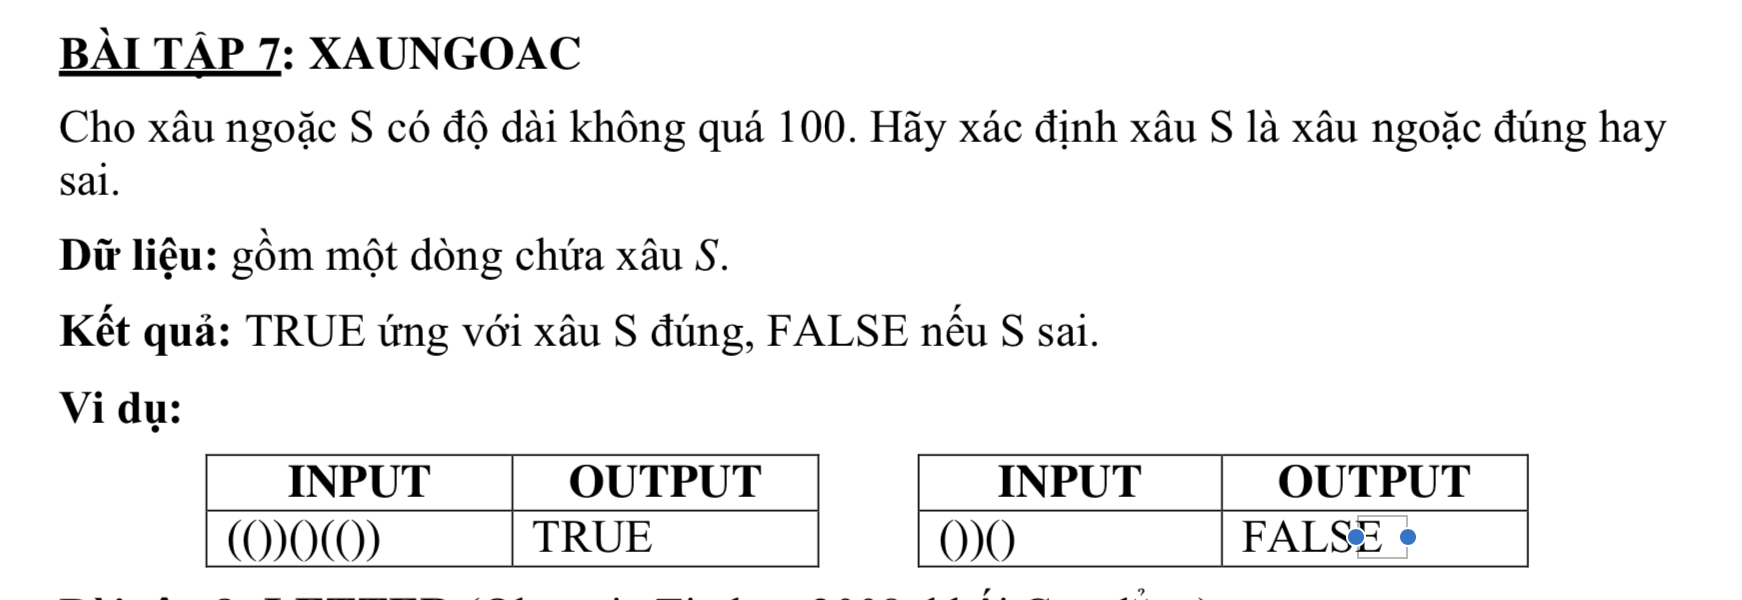 BÀI TẬP 7: XAUNGOAC
Cho xâu ngoặc S có độ dài không quá 100. Hãy xác định xâu S là xâu ngoặc đúng hay
sai.
Dữ liệu: gồm một dòng chứa xâu S.
Kết quả: TRUE ứng với xâu S đúng, FALSE nếu S sai.
Vi dụ:
INPUT OUTPUT INPUT OUTPUT
(())()(()) TRUE ())() FALSE